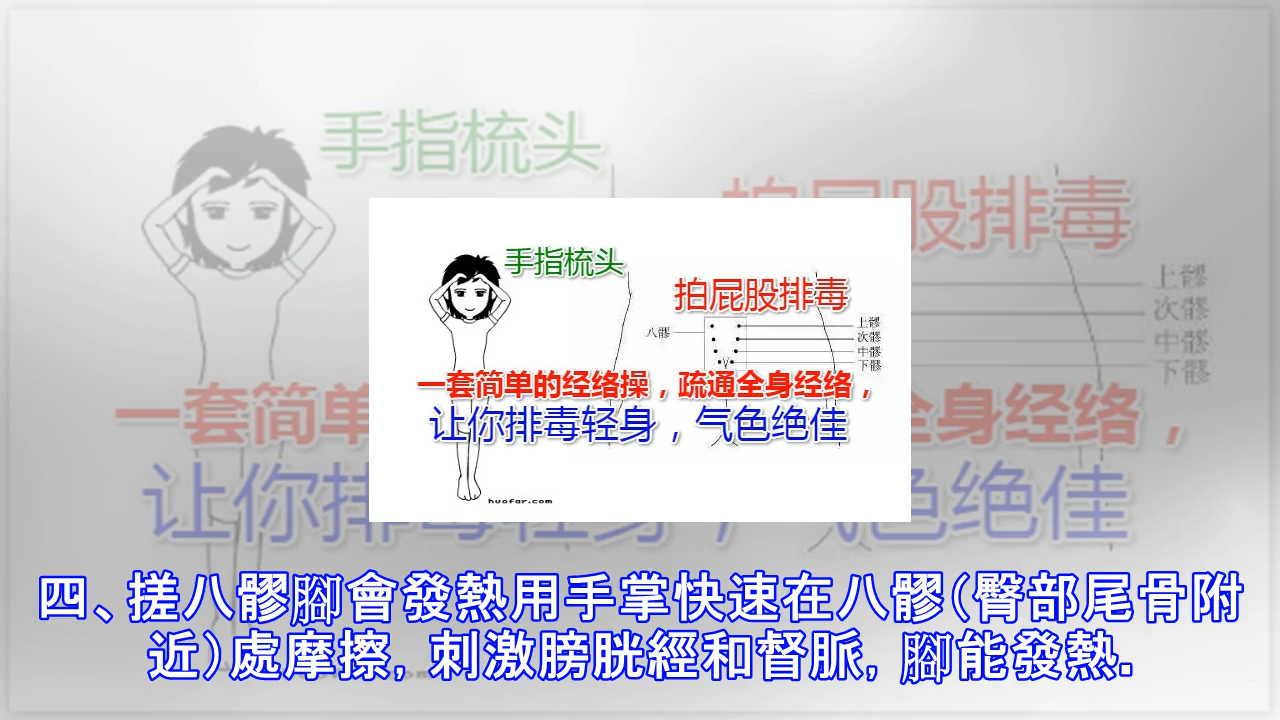 手指梳头
拍屁股排毒
八髎
上髎
次髎
中髎
下髎
一套简单的经络操，疏通全身经络，
让你排毒轻身，气色绝佳
huofar.com
四、搓八髎腳會發熱用手掌快速在八髎(臀部尾骨附
近)處摩擦, 刺激膀胱經和督脈, 腳能發熱.